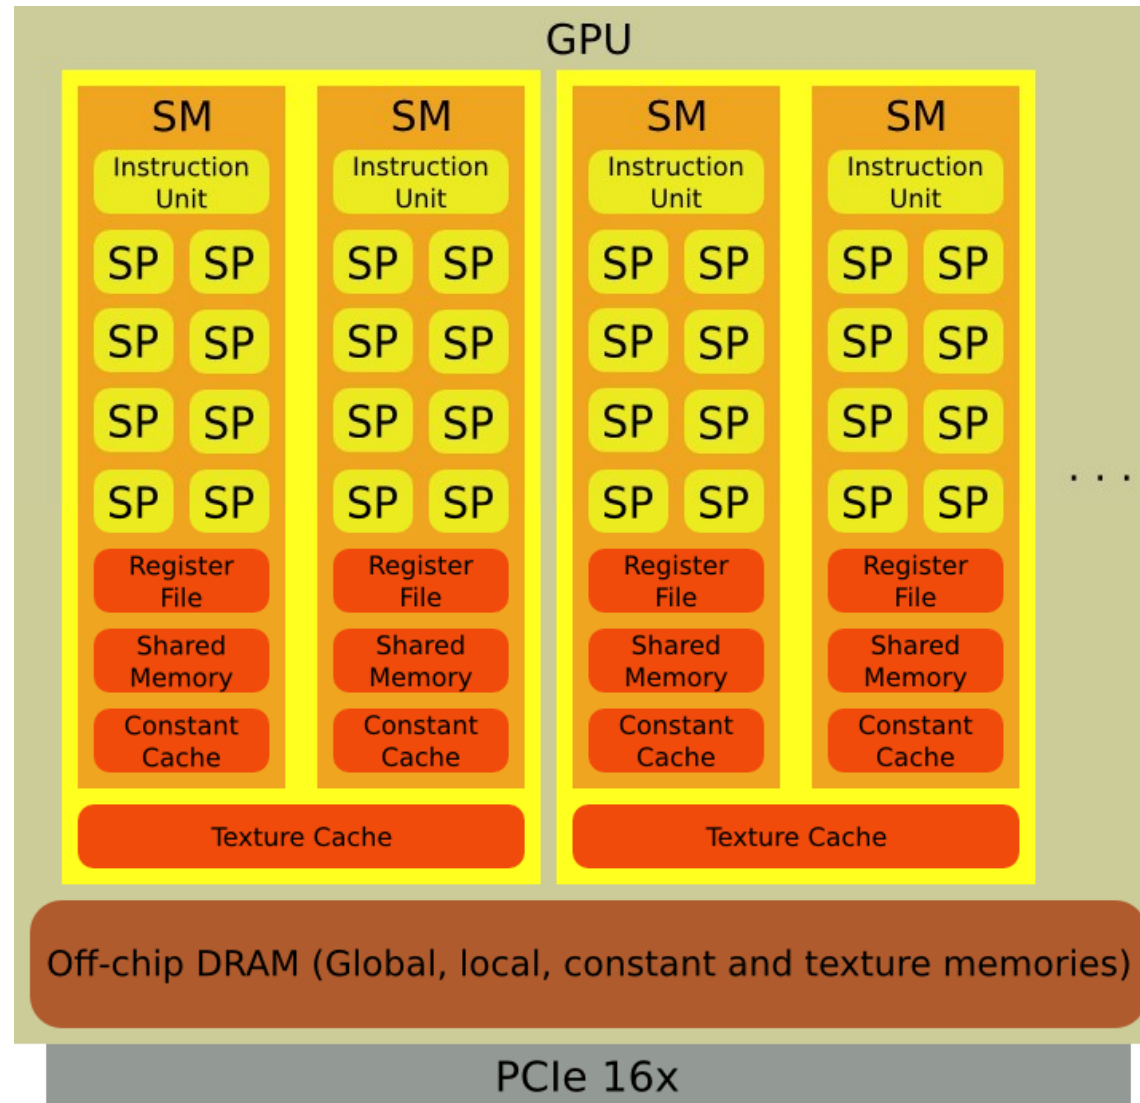 GPU
SM
Instruction
Unit
SP SP
SP SP
SP SP
SP SP
Register
File
Shared
Memory
Constant
Cache
SM
Instruction
Unit
SP SP
SP SP
SP SP
SP SP
Register
File
Shared
Memory
Constant
Cache
Texture Cache
SM
Instruction
Unit
SP SP
SP SP
SP SP
SP SP
Register
File
Shared
Memory
Constant
Cache
SM
Instruction
Unit
SP SP
SP SP
SP SP
SP SP
Register
File
Shared
Memory
Constant
Cache
Texture Cache
. . .
Off-chip DRAM (Global, local, constant and texture memories)
PCIe 16x